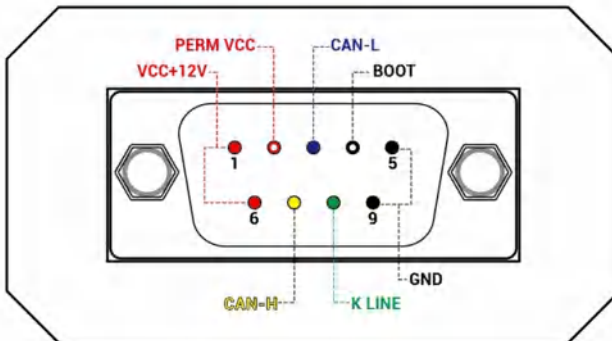 PERM VCC CAN-L
VCC+12V BOOT
1 5
6 9
GND
CAN-H K LINE